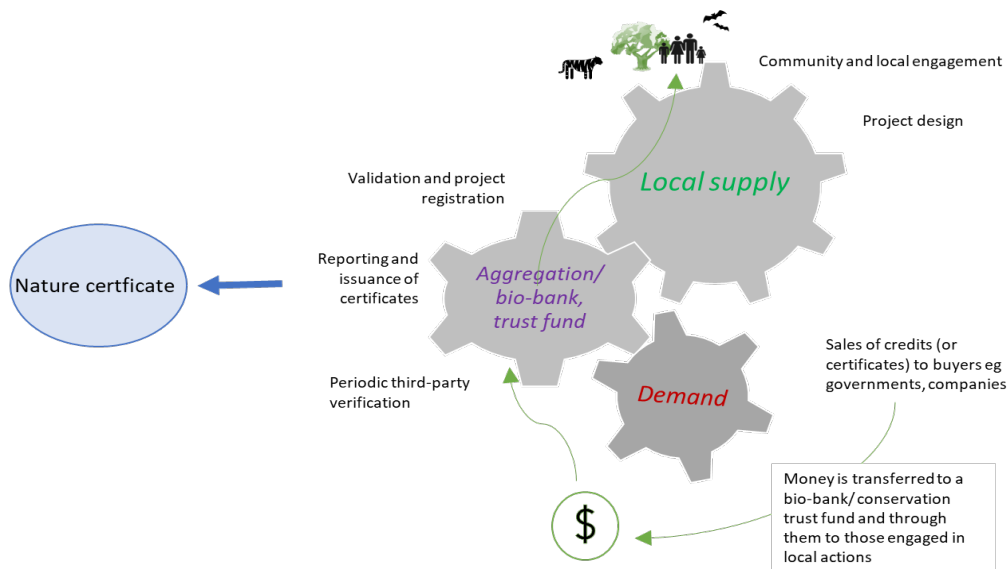 Community and local engagement
Project design
Local supply
Validation and project
registration
Nature certficate
Reporting and
issuance of
certificates
Aggregation/
bio-bank,
trust fund
Periodic third-party
verification
Demand
Sales of credits (or
certificates) to buyers eg
governments, companies
$
Money is transferred to a
bio-bank/ conservation
trust fund and through
them to those engaged in
local actions